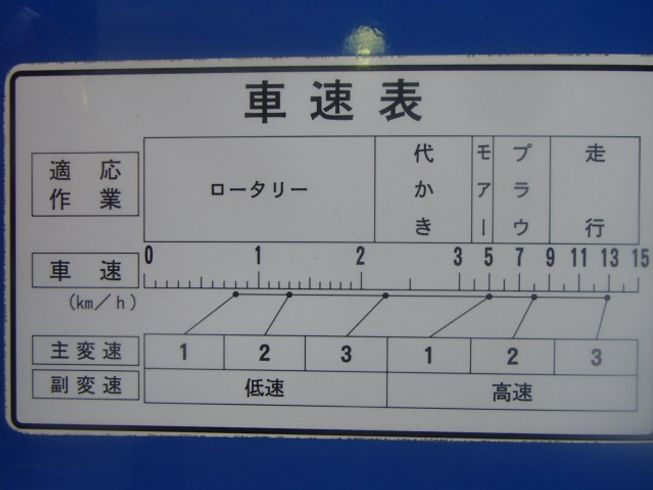 車速表
適応作業 ロータリー 代かき モアー プラウ 走行
車速 0 1 2 3 5 7 9 11 13 15
(km/h)
主変速 1 2 3 1 2 3
副変速 低速 高速